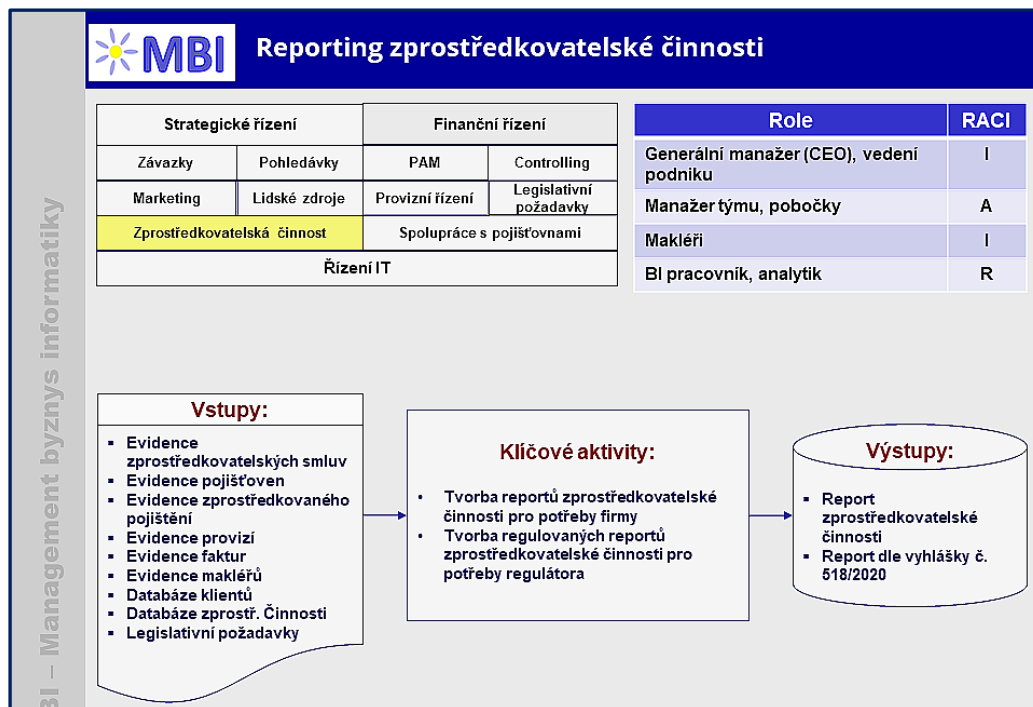 MBI
Reporting zprostředkovatelské činnosti
Strategické řízení
Finanční řízení
Závazky
Pohledávky
PAM
Controlling
Marketing
Lidské zdroje
Provizní řízení
Legislativní
požadavky
Zprostředkovatelská činnost
Spolupráce s pojišťovnami
Řízení IT
Role
RACI
Generální manažer (CEO), vedení
podniku
I
Manažer týmu, pobočky
A
Makléři
I
BI pracovník, analytik
R
Vstupy:
▪ Evidence
zprostředkovatelských smluv
▪ Evidence pojišťoven
▪ Evidence zprostředkovaného
pojištění
▪ Evidence provizí
▪ Evidence faktur
▪ Evidence makléřů
▪ Databáze klientů
▪ Databáze zprostř. Činnosti
▪ Legislativní požadavky
Klíčové aktivity:
• Tvorba reportů zprostředkovatelské
činnosti pro potřeby firmy
• Tvorba regulovaných reportů
zprostředkovatelské činnosti pro
potřeby regulátora
Výstupy:
▪ Report
zprostředkovatelské
činnosti
▪ Report dle vyhlášky č.
518/2020
BI – Management byznys informatiky